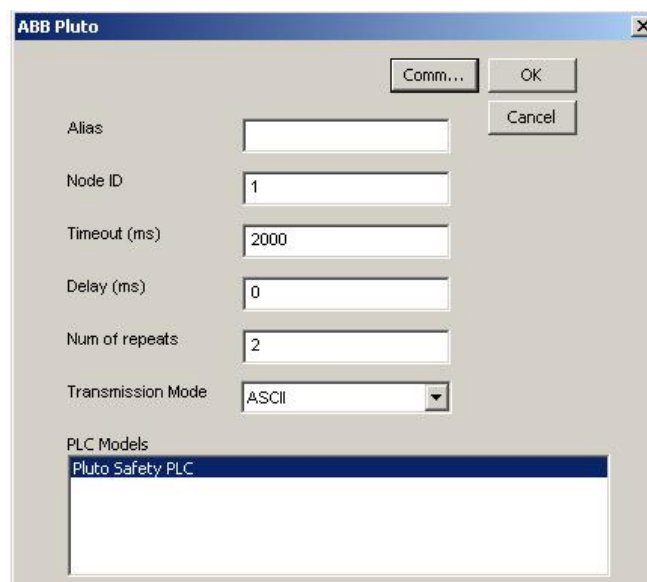 ABB Pluto
Comm... OK
Cancel
Alias
Node ID 1
Timeout (ms) 2000
Delay (ms) 0
Num of repeats 2
Transmission Mode ASCII
PLC Models
Pluto Safety PLC